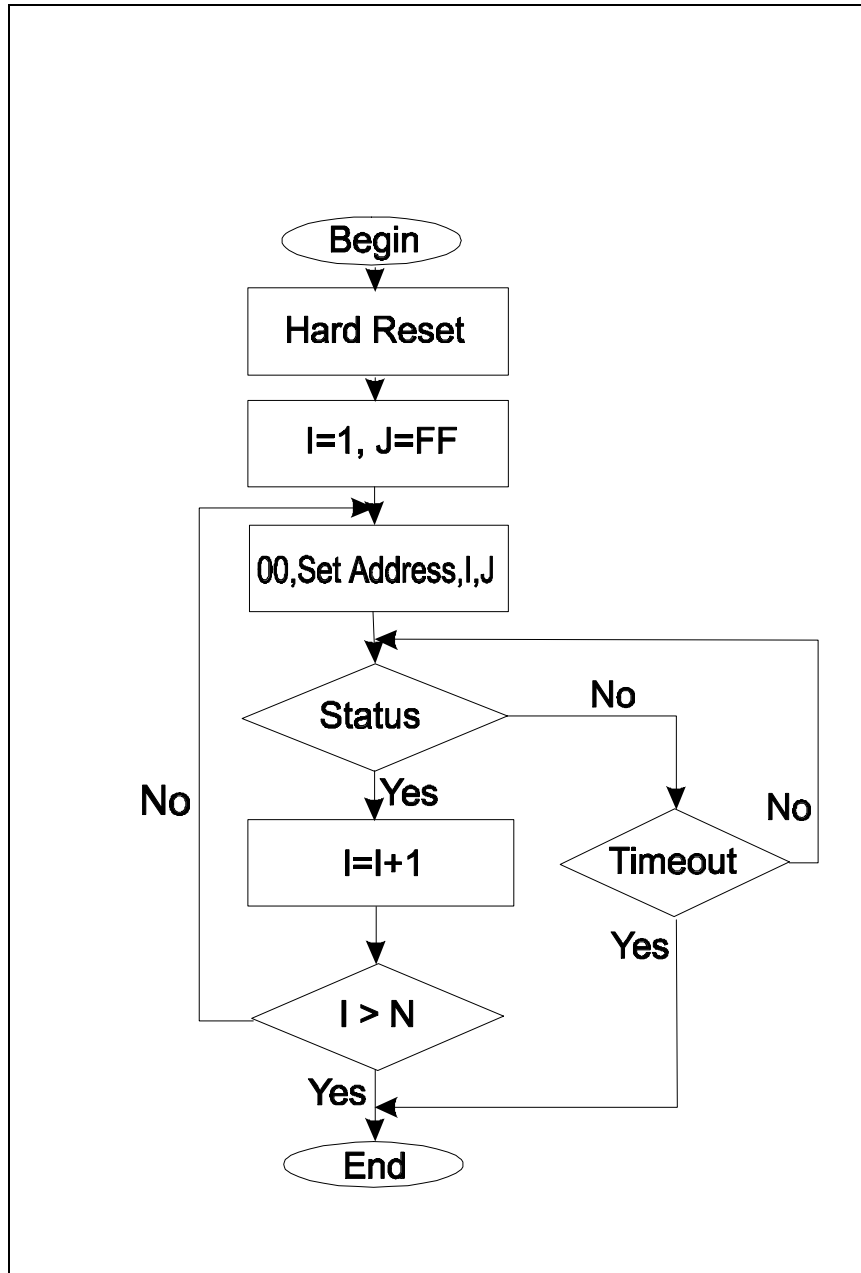 Begin
Hard Reset
I=1, J=FF
00,Set Address,I,J
Status
No
Yes
No
No
I=I+1
Timeout
Yes
I > N
Yes
End